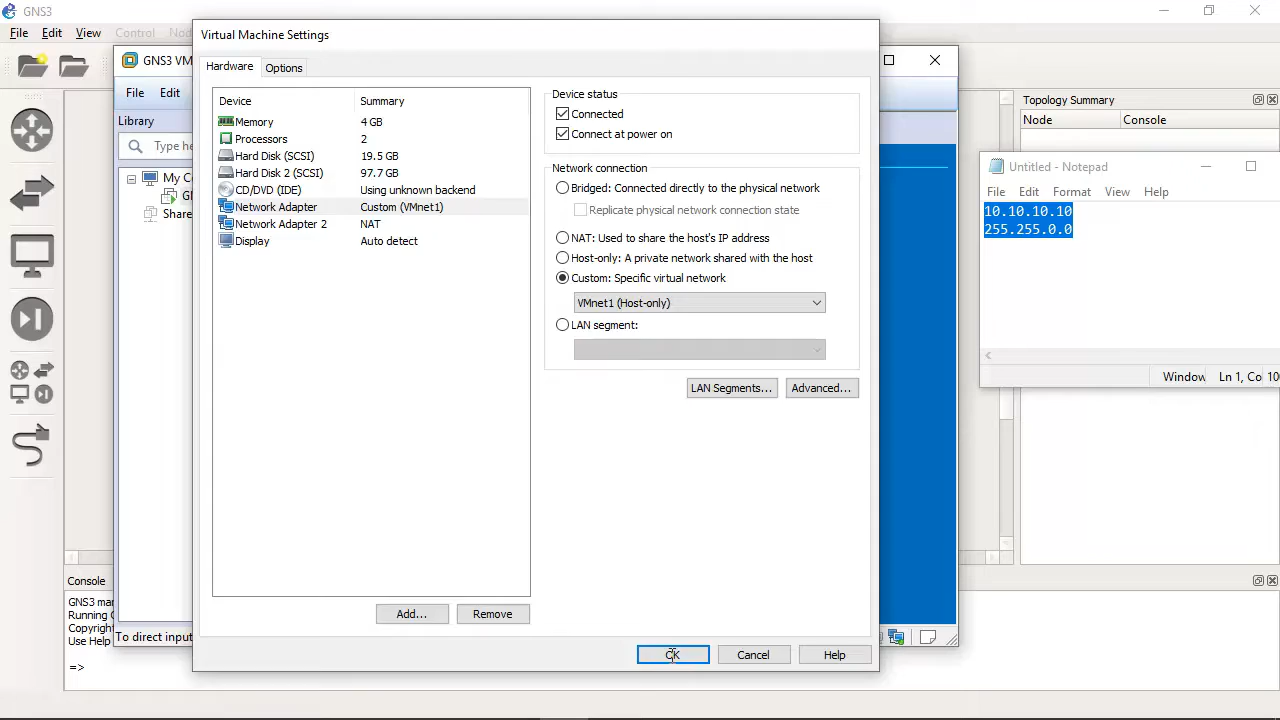 GNS3
File Edit View Control
GNS3 VM
File Edit
Library
My C
Share
To direct input
Virtual Machine Settings
Hardware Options
Device Summary
Memory 4 GB
Processors 2
Hard Disk (SCSI) 19.5 GB
Hard Disk 2 (SCSI) 97.7 GB
CD/DVD (IDE) Using unknown backend
Network Adapter Custom (VMnet1)
Network Adapter 2 NAT
Display Auto detect
Add... Remove
Device status
Connected
Connect at power on
Network connection
Bridged: Connected directly to the physical network
Replicate physical network connection state
NAT: Used to share the host's IP address
Host-only: A private network shared with the host
Custom: Specific virtual network
VMnet1 (Host-only)
LAN segment:
LAN Segments... Advanced...
OK Cancel Help
Topology Summary
Node Console
Untitled - Notepad
File Edit Format View Help
10.10.10.10
255.255.0.0
Window Ln 1, Co 10
Console
GNS3 ma
Running G
Copyright
Use Help
=>